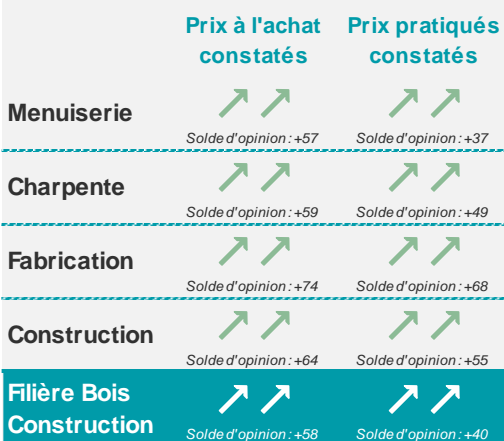 Prix à l'achat Prix pratiqués
constatés constatés
Menuiserie
Solde d'opinion : +57 Solde d'opinion : +37
Charpente
Solde d'opinion : +59 Solde d'opinion : +49
Fabrication
Solde d'opinion : +74 Solde d'opinion : +68
Construction
Solde d'opinion : +64 Solde d'opinion : +55
Filière Bois
Construction
Solde d'opinion : +58 Solde d'opinion : +40